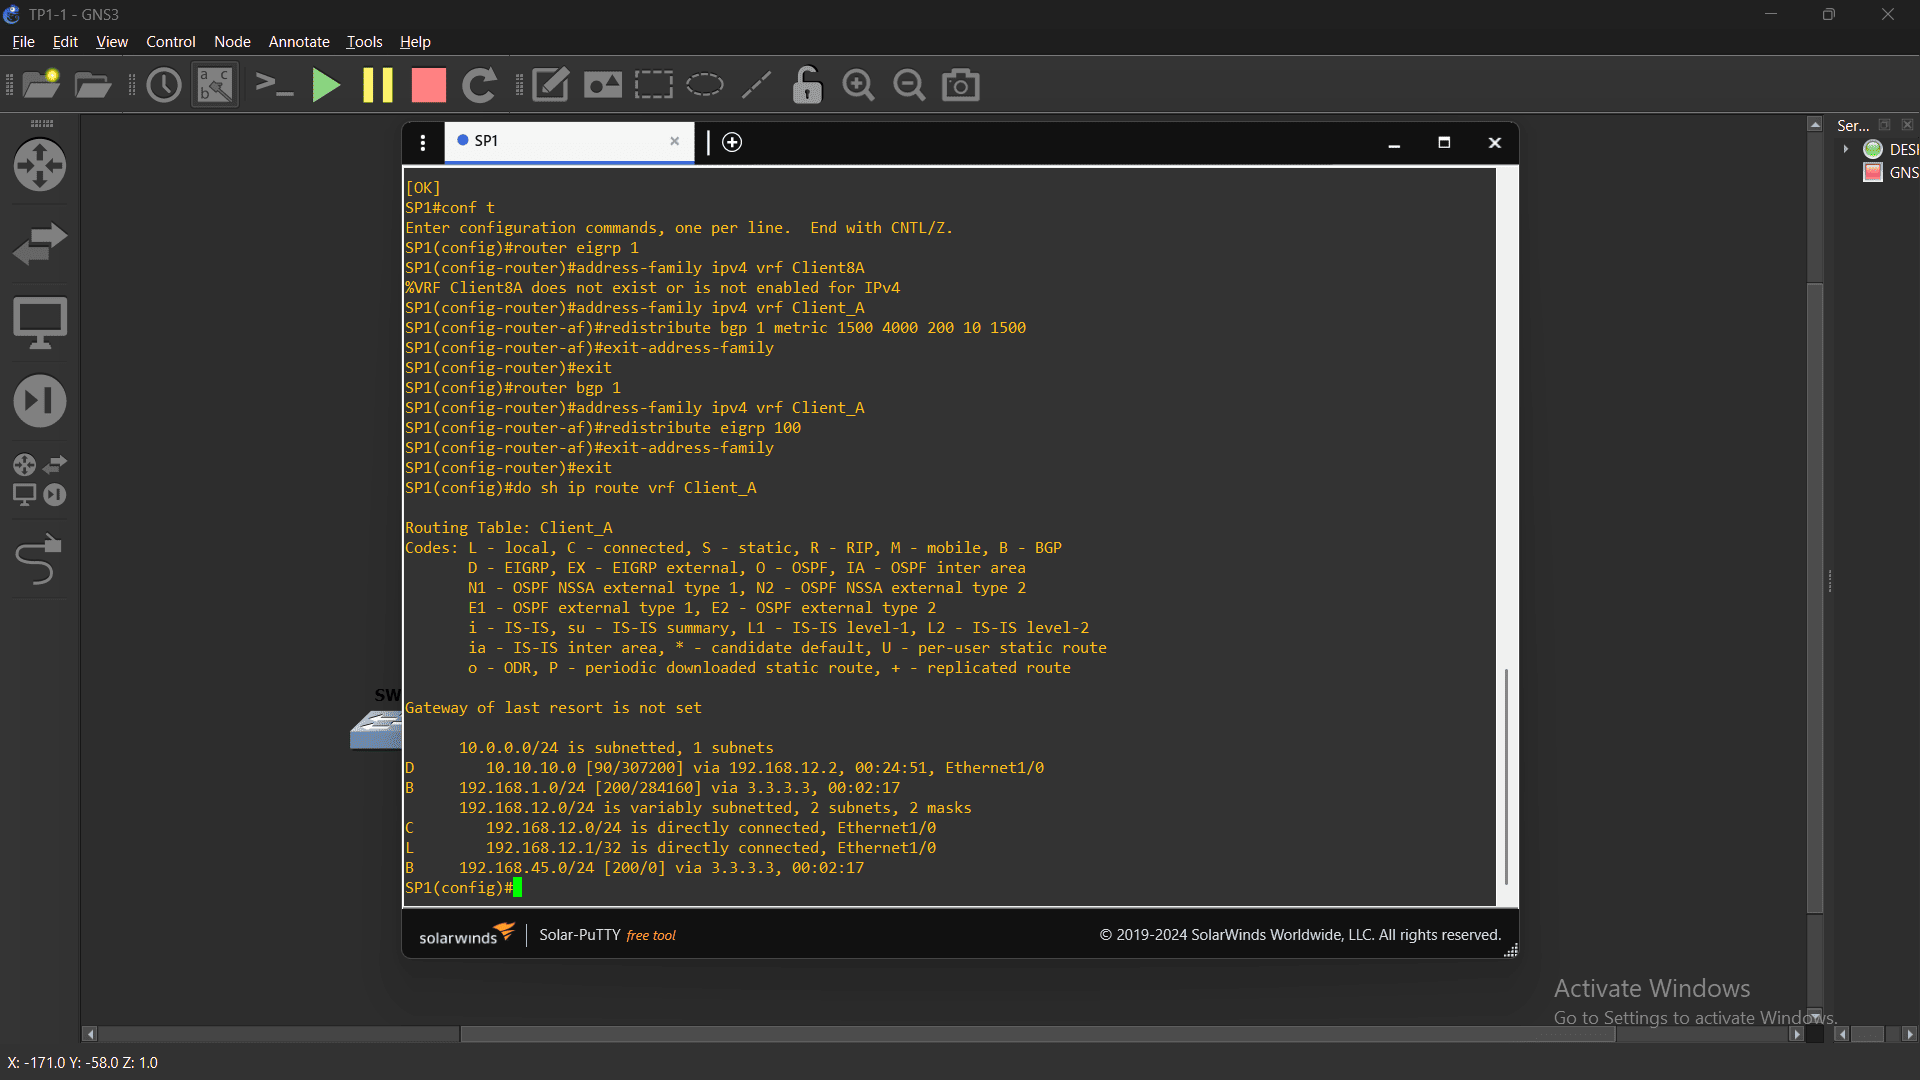 TP1-1 - GNS3
File Edit View Control Node Annotate Tools Help
SP1
Ser...
DESI
GNS
[OK]
SP1#conf t
Enter configuration commands, one per line.  End with CNTL/Z.
SP1(config)#router eigrp 1
SP1(config-router)#address-family ipv4 vrf Client8A
%VRF Client8A does not exist or is not enabled for IPv4
SP1(config-router)#address-family ipv4 vrf Client_A
SP1(config-router-af)#redistribute bgp 1 metric 1500 4000 200 10 1500
SP1(config-router-af)#exit-address-family
SP1(config-router)#exit
SP1(config)#router bgp 1
SP1(config-router)#address-family ipv4 vrf Client_A
SP1(config-router-af)#redistribute eigrp 100
SP1(config-router-af)#exit-address-family
SP1(config-router)#exit
SP1(config)#do sh ip route vrf Client_A
Routing Table: Client_A
Codes: L - local, C - connected, S - static, R - RIP, M - mobile, B - BGP
D - EIGRP, EX - EIGRP external, O - OSPF, IA - OSPF inter area
N1 - OSPF NSSA external type 1, N2 - OSPF NSSA external type 2
E1 - OSPF external type 1, E2 - OSPF external type 2
i - IS-IS, su - IS-IS summary, L1 - IS-IS level-1, L2 - IS-IS level-2
ia - IS-IS inter area, * - candidate default, U - per-user static route
o - ODR, P - periodic downloaded static route, + - replicated route
SW
Gateway of last resort is not set
10.0.0.0/24 is subnetted, 1 subnets
D 10.10.10.0 [90/307200] via 192.168.12.2, 00:24:51, Ethernet1/0
B 192.168.1.0/24 [200/284160] via 3.3.3.3, 00:02:17
192.168.12.0/24 is variably subnetted, 2 subnets, 2 masks
C 192.168.12.0/24 is directly connected, Ethernet1/0
L 192.168.12.1/32 is directly connected, Ethernet1/0
B 192.168.45.0/24 [200/0] via 3.3.3.3, 00:02:17
SP1(config)#
solarwinds Solar-PuTTY free tool © 2019-2024 SolarWinds Worldwide, LLC. All rights reserved.
Activate Windows
Go to Settings to activate Windows.
X: -171.0 Y: -58.0 Z: 1.0